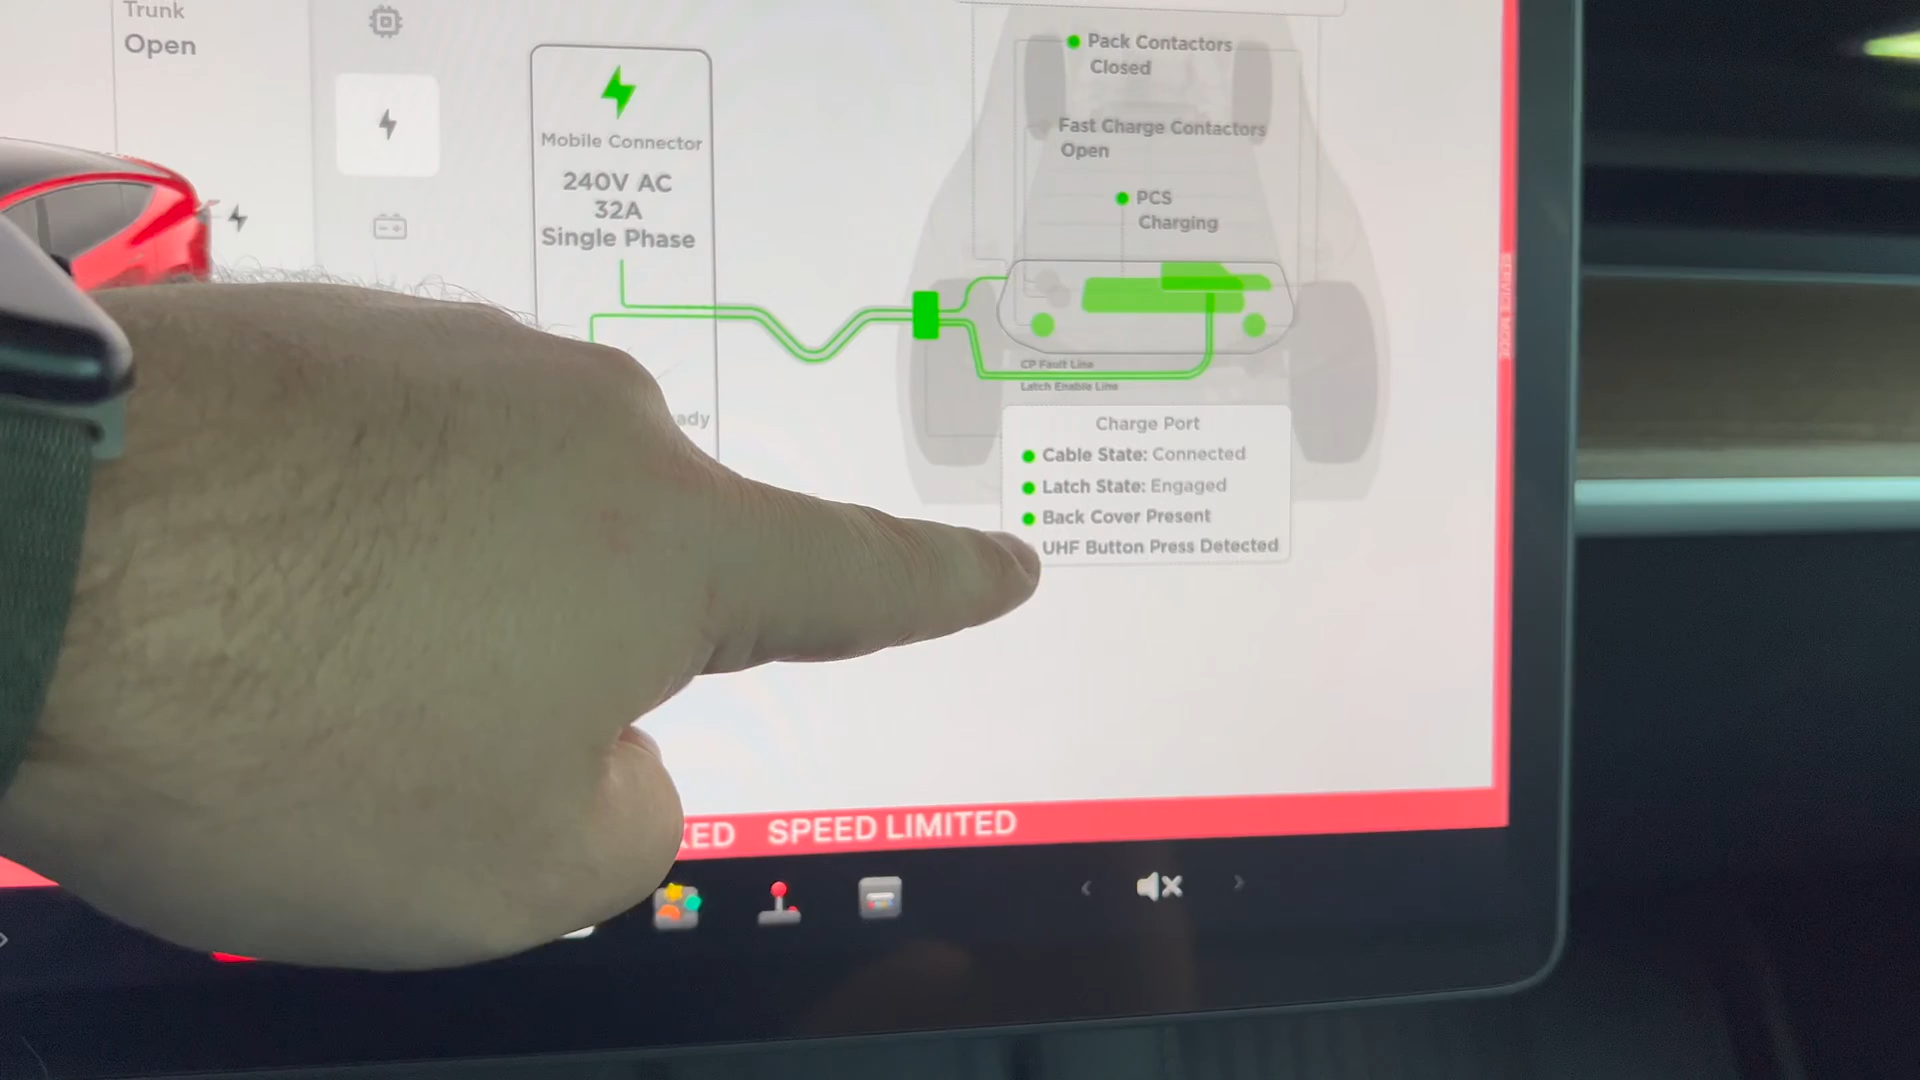 Trunk
Open
Mobile Connector
240V AC
32A
Single Phase
Pack Contactors
Closed
Fast Charge Contactors
Open
PCS
Charging
CP Fault Line
Latch Enable Line
Charge Port
Cable State: Connected
Latch State: Engaged
Back Cover Present
UHF Button Press Detected
SERVICE MODE
SPEED LIMITED